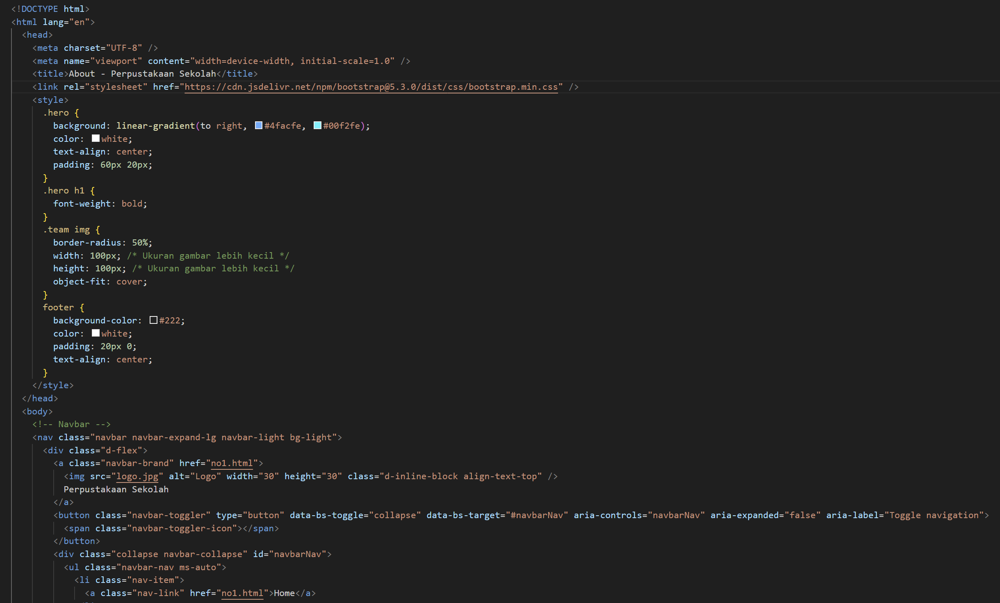 <!DOCTYPE html>
<html lang="en">
<head>
<meta charset="UTF-8" />
<meta name="viewport" content="width=device-width, initial-scale=1.0" />
<title>About - Perpustakaan Sekolah</title>
<link rel="stylesheet" href="https://cdn.jsdelivr.net/npm/bootstrap@5.3.0/dist/css/bootstrap.min.css" />
<style>
.hero {
background: linear-gradient(to right, #4facfe, #00f2fe);
color: white;
text-align: center;
padding: 60px 20px;
}
.hero h1 {
font-weight: bold;
}
.team img {
border-radius: 50%;
width: 100px; /* Ukuran gambar lebih kecil */
height: 100px; /* Ukuran gambar lebih kecil */
object-fit: cover;
}
footer {
background-color: #222;
color: white;
padding: 20px 0;
text-align: center;
}
</style>
</head>
<body>
<!-- Navbar -->
<nav class="navbar navbar-expand-lg navbar-light bg-light">
<div class="d-flex">
<a class="navbar-brand" href="no1.html">
<img src="logo.jpg" alt="Logo" width="30" height="30" class="d-inline-block align-text-top" />
Perpustakaan Sekolah
</a>
<button class="navbar-toggler" type="button" data-bs-toggle="collapse" data-bs-target="#navbarNav" aria-controls="navbarNav" aria-expanded="false" aria-label="Toggle navigation">
<span class="navbar-toggler-icon"></span>
</button>
<div class="collapse navbar-collapse" id="navbarNav">
<ul class="navbar-nav ms-auto">
<li class="nav-item">
<a class="nav-link" href="no1.html">Home</a>